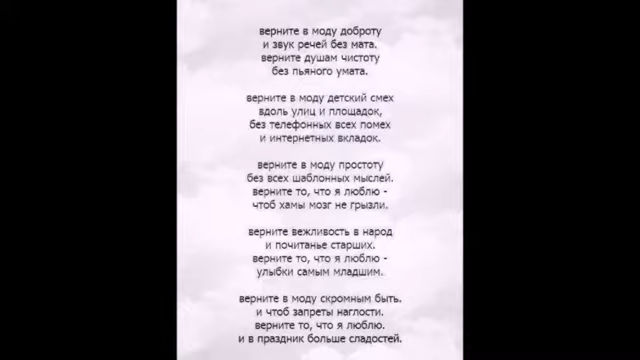 верните в моду доброту
и звук речей без мата.
верните душам чистоту
без пьяного умата.
верните в моду детский смех
вдоль улиц и площадок,
без телефонных всех помех
и интернетных вкладок.
верните в моду простоту
без всех шаблонных мыслей.
верните то, что я люблю -
чтоб хамы мозг не грызли.
верните вежливость в народ
и почитанье старших.
верните то, что я люблю -
улыбки самым младшим.
верните в моду скромным быть.
и чтоб запреты наглости.
верните то, что я люблю.
и в праздник больше сладостей.